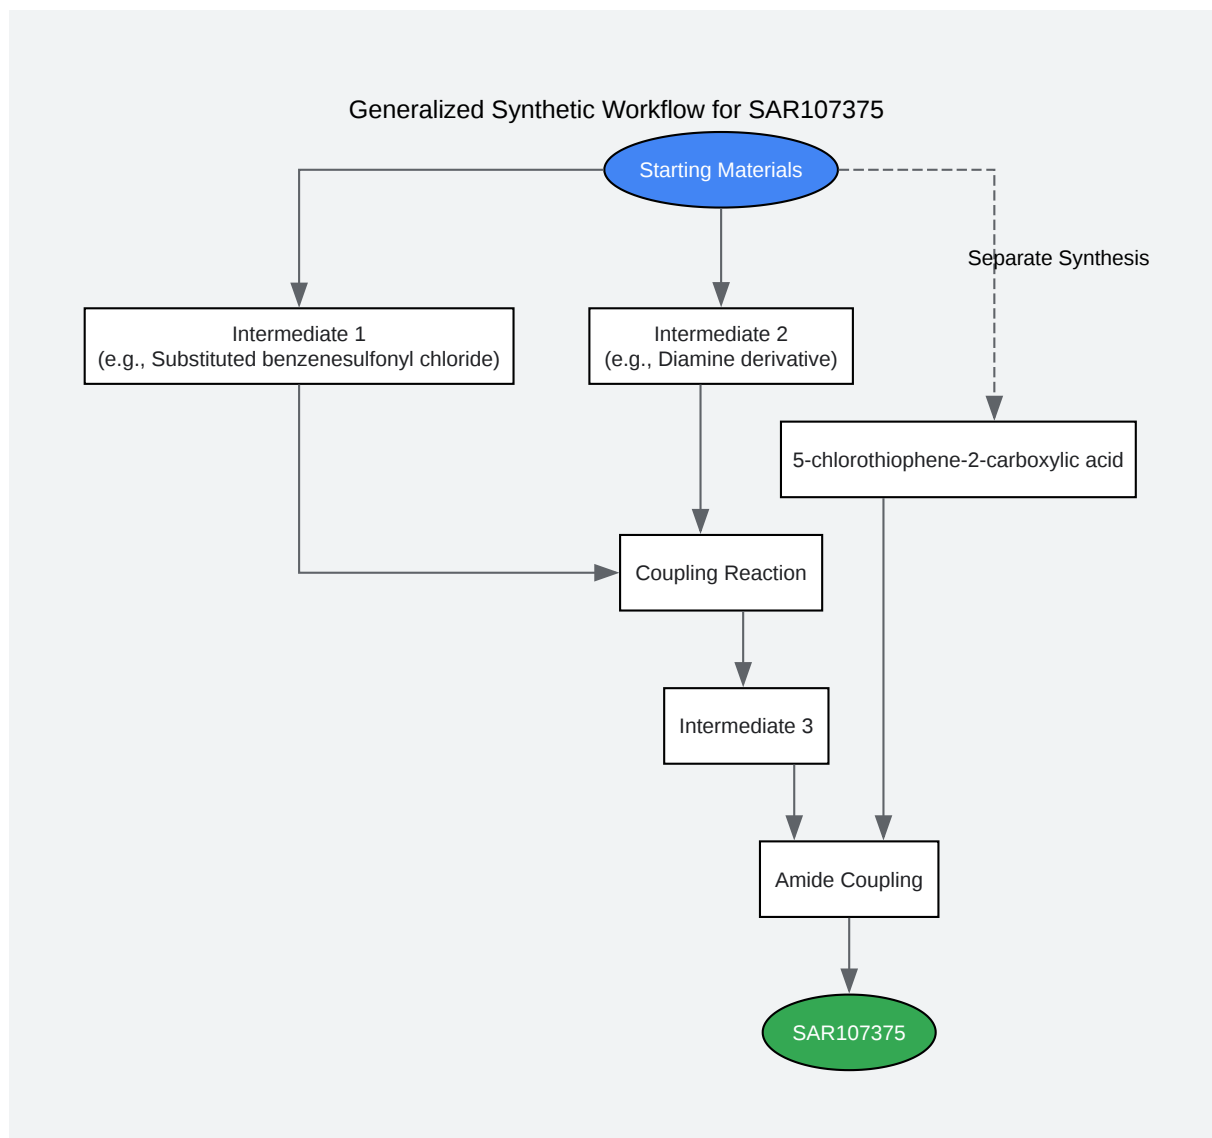 Generalized Synthetic Workflow for SAR107375
Starting Materials
Separate Synthesis
Intermediate 1
(e.g., Substituted benzenesulfonyl chloride)
Intermediate 2
(e.g., Diamine derivative)
5-chlorothiophene-2-carboxylic acid
Coupling Reaction
Intermediate 3
Amide Coupling
SAR107375